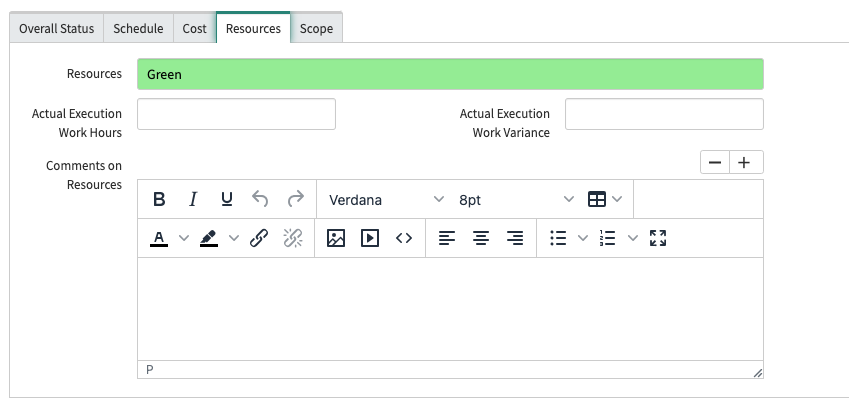 Overall Status Schedule Cost Resources Scope
Resources Green
Actual Execution Work Hours
Actual Execution Work Variance
Comments on Resources
B I U Verdana 8pt
A
P